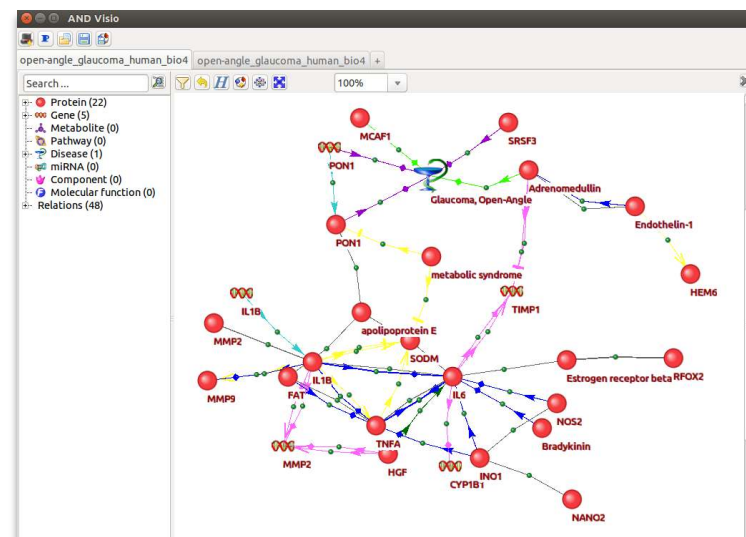 AND Visio
open-angle_glaucoma_human_bio4 open-angle_glaucoma_human_bio4 +
Search ...
100%
Protein (22)
Gene (5)
Metabolite (0)
Pathway (0)
Disease (1)
miRNA (0)
Component (0)
Molecular function (0)
Relations (48)
MCAF1
SRSF3
PON1
Glaucoma, Open-Angle
Adrenomedullin
Endothelin-1
PON1
metabolic syndrome
HEM6
IL1B
TIMP1
MMP2
apolipoprotein E
SODM
MMP9
FAT
IL1B
IL6
Estrogen receptor beta
RFOX2
NOS2
TNFA
Bradykinin
MMP2
HGF
CYP1B1
INO1
NANO2